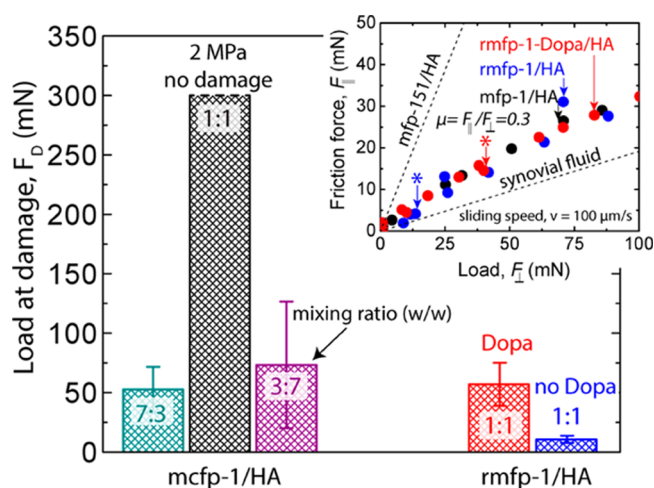 Load at damage, F_D (mN)
350
300
250
200
150
100
50
0
2 MPa
no damage
1:1
7:3
3:7
mixing ratio (w/w)
Dopa
1:1
no Dopa
1:1
mcfp-1/HA
rmfp-1/HA
Friction force, F_∥ (mN)
50
40
30
20
10
0
mfp-151/HA
rmfp-1-Dopa/HA
rmfp-1/HA
mfp-1/HA
μ= F_∥/F_⊥=0.3
*
*
synovial fluid
sliding speed, v = 100 μm/s
0
25
50
75
100
Load, F_⊥ (mN)